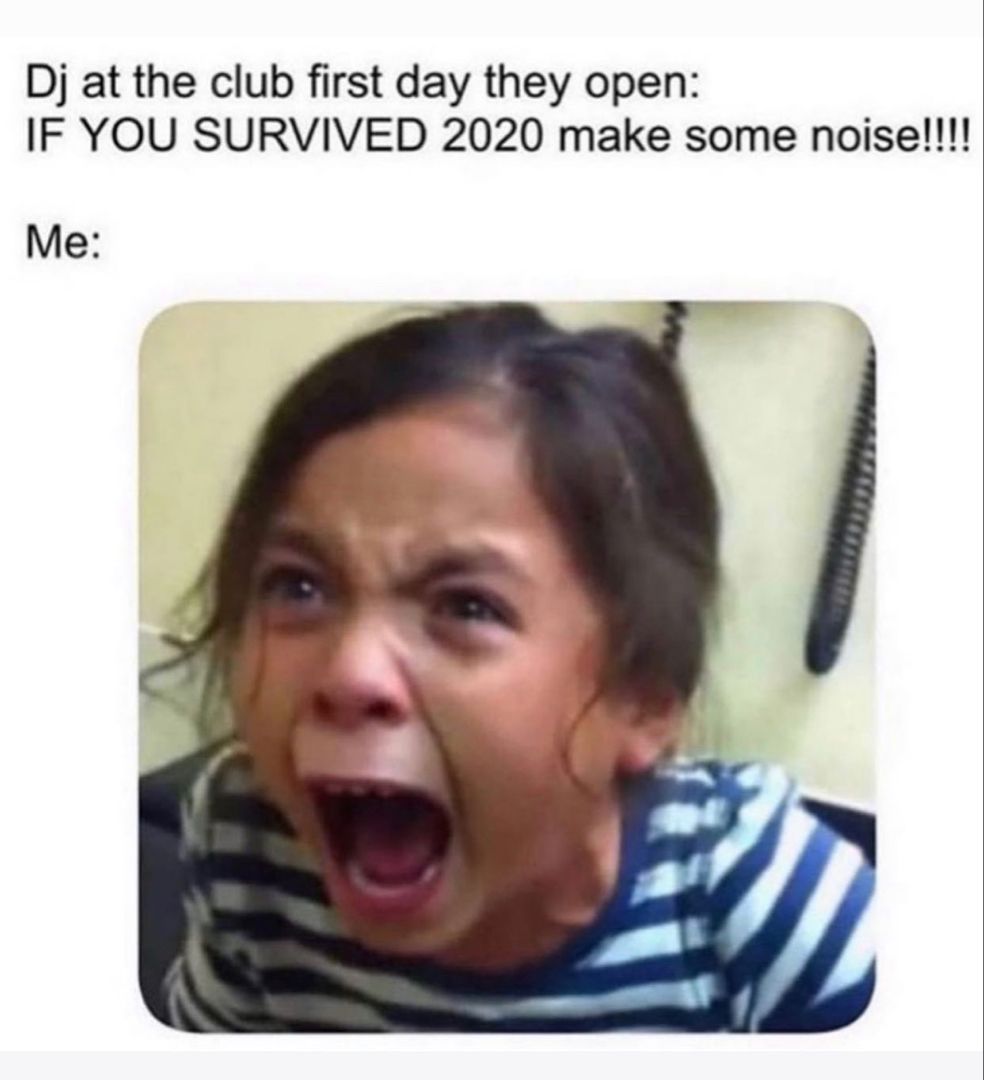 Dj at the club first day they open:
IF YOU SURVIVED 2020 make some noise!!!!
Me: